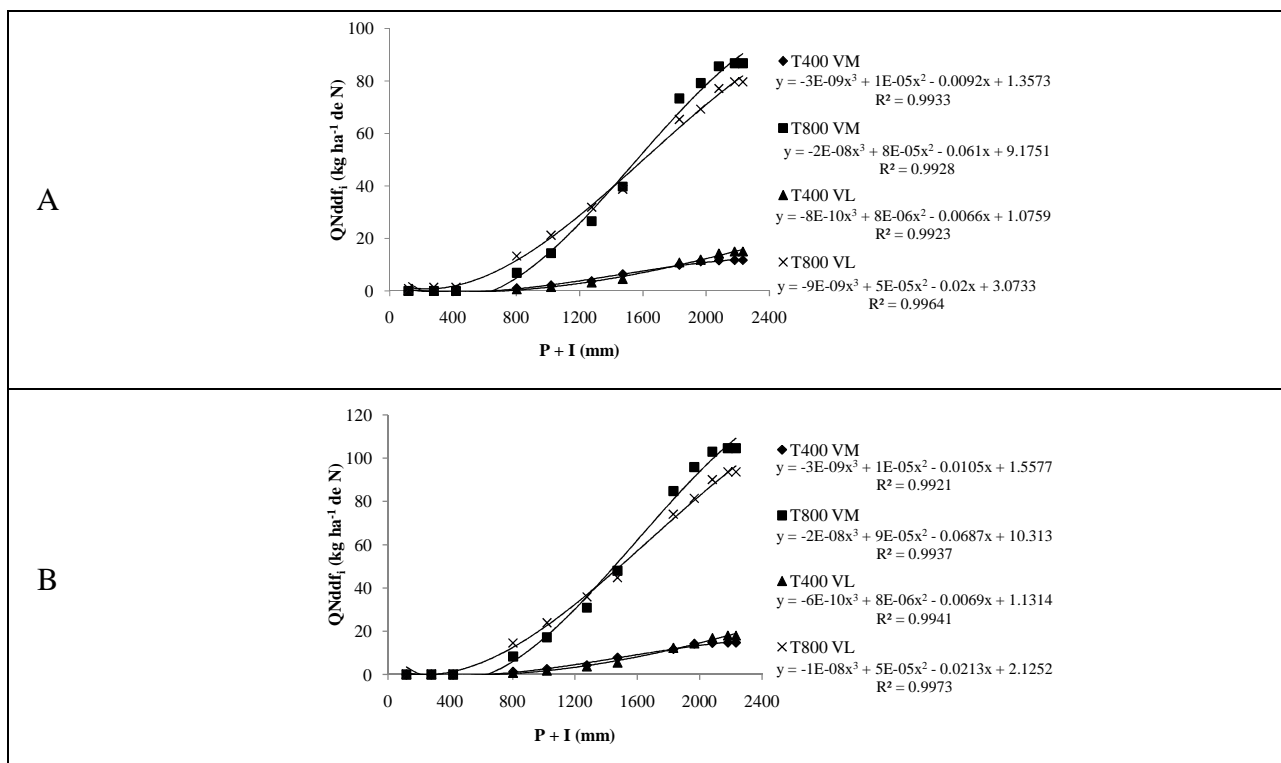 A
QNddfᵢ (kg ha⁻¹ de N)
100
80
60
40
20
0
0 400 800 1200 1600 2000 2400
P + I (mm)
T400 VM
y = -3E-09x³ + 1E-05x² - 0.0092x + 1.3573
R² = 0.9933
T800 VM
y = -2E-08x³ + 8E-05x² - 0.061x + 9.1751
R² = 0.9928
T400 VL
y = -8E-10x³ + 8E-06x² - 0.0066x + 1.0759
R² = 0.9923
T800 VL
y = -9E-09x³ + 5E-05x² - 0.02x + 3.0733
R² = 0.9964
B
QNddfᵢ (kg ha⁻¹ de N)
120
100
80
60
40
20
0
0 400 800 1200 1600 2000 2400
P + I (mm)
T400 VM
y = -3E-09x³ + 1E-05x² - 0.0105x + 1.5577
R² = 0.9921
T800 VM
y = -2E-08x³ + 9E-05x² - 0.0687x + 10.313
R² = 0.9937
T400 VL
y = -6E-10x³ + 8E-06x² - 0.0069x + 1.1314
R² = 0.9941
T800 VL
y = -1E-08x³ + 5E-05x² - 0.0213x + 2.1252
R² = 0.9973